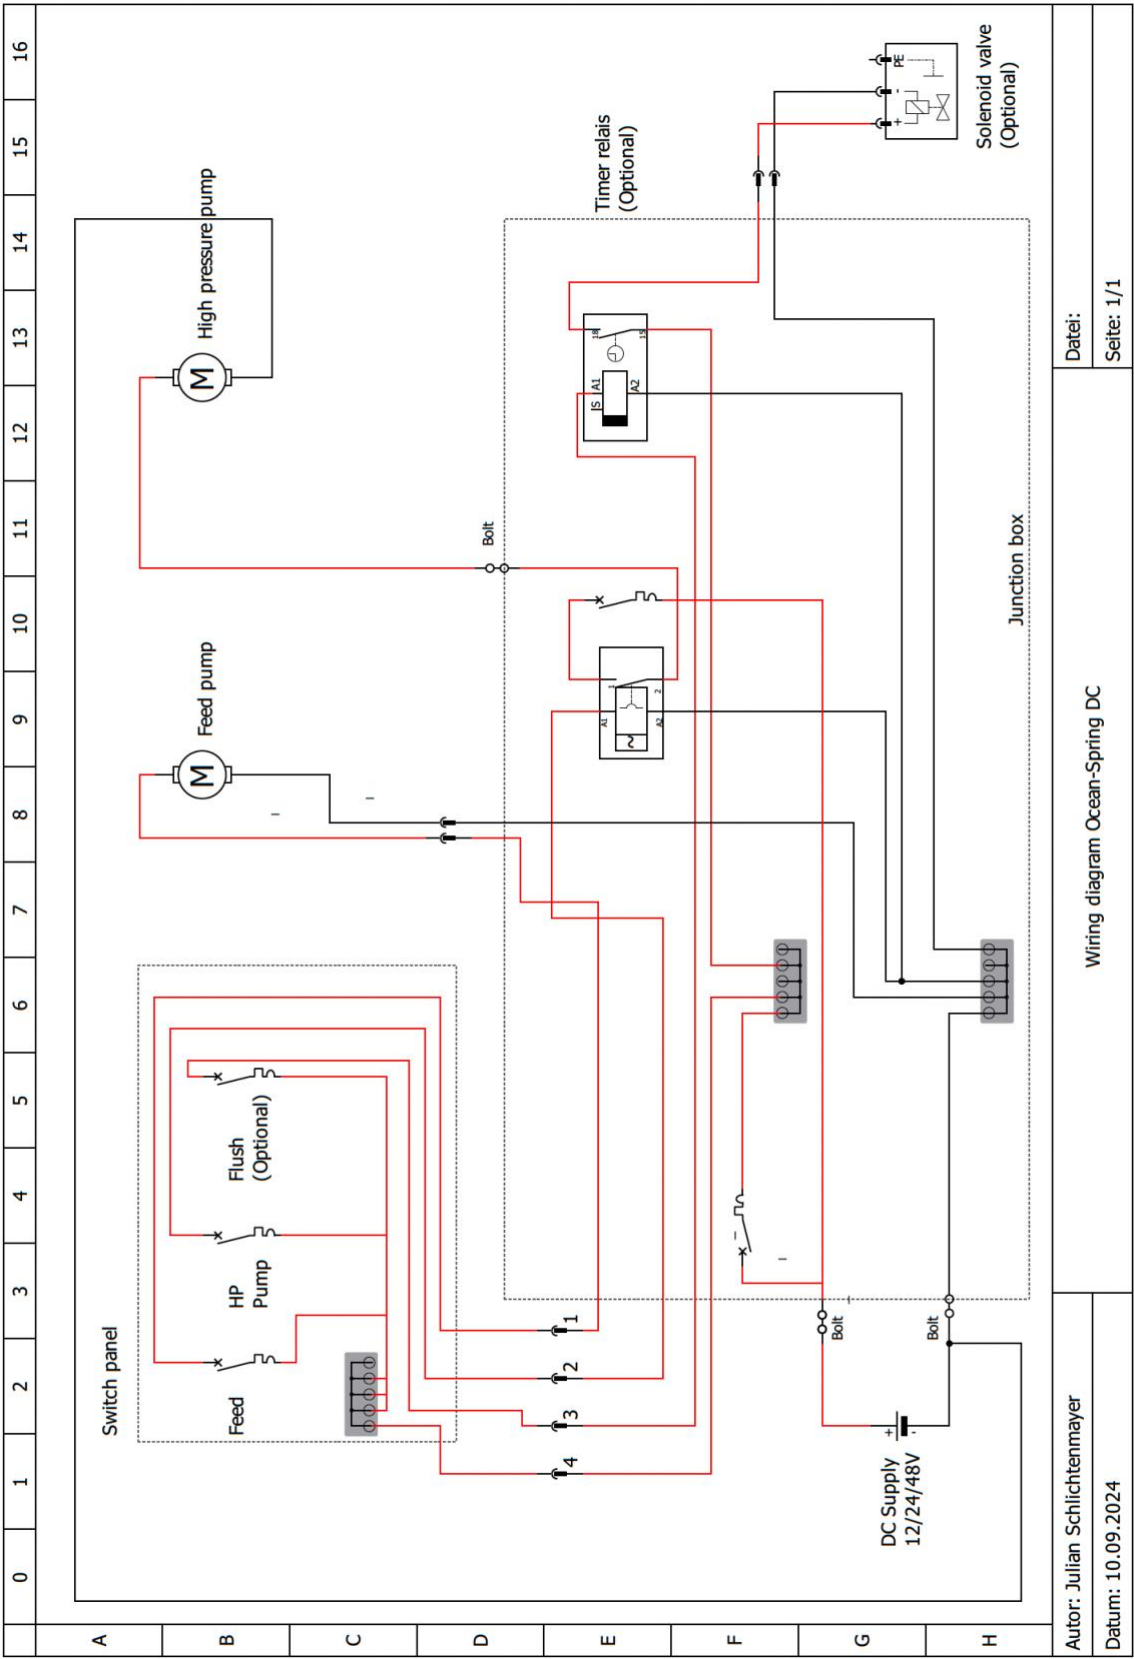 0
1
2
3
4
5
6
7
8
9
10
11
12
13
14
15
16
A
B
C
D
E
F
G
H
Switch panel
Feed
HP
Pump
Flush
(Optional)
Feed pump
M
High pressure pump
M
Bolt
4
3
2
1
A1
A2
1
2
~
Timer relais
(Optional)
S
A1
A2
18
15
+
-
PE
Solenoid valve
(Optional)
DC Supply
12/24/48V
+
-
Bolt
Bolt
Junction box
Autor: Julian Schlichtenmayer
Datum: 10.09.2024
Wiring diagram Ocean-Spring DC
Datei:
Seite: 1/1